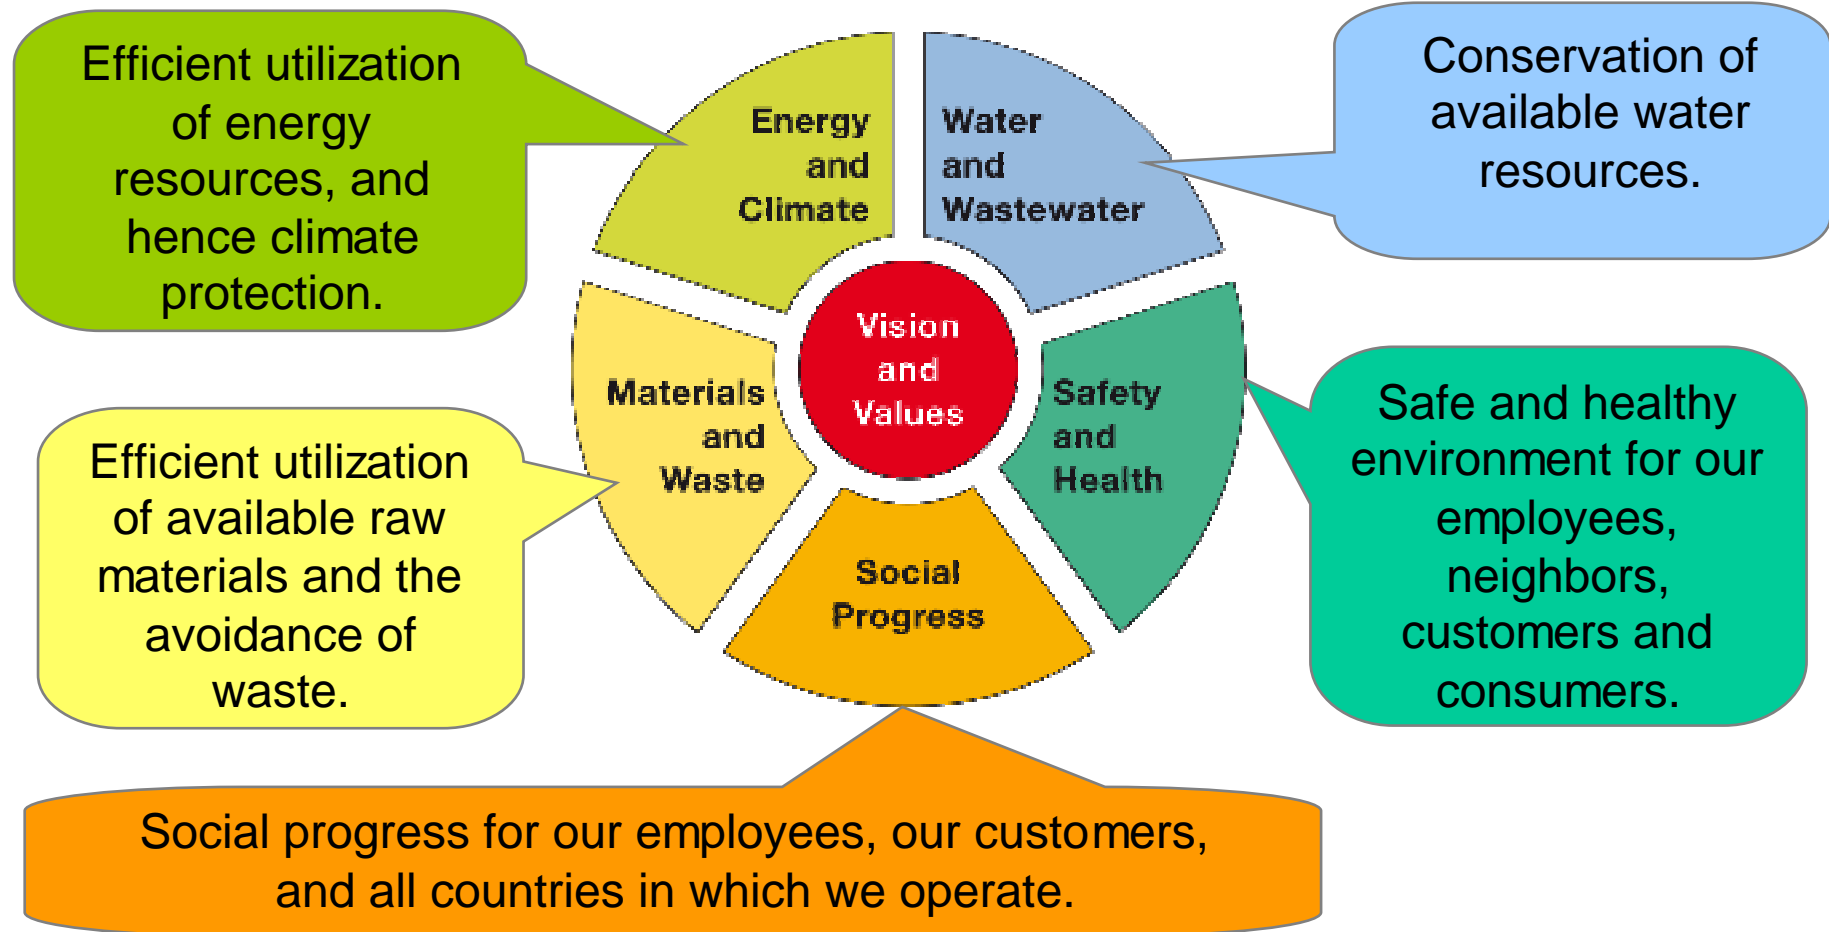 Efficient utilization
of energy
resources, and
hence climate
protection.
Energy
and
Climate
Water
and
Wastewater
Conservation of
available water
resources.
Vision
and
Values
Materials
and
Waste
Safety
and
Health
Efficient utilization
of available raw
materials and the
avoidance of
waste.
Safe and healthy
environment for our
employees,
neighbors,
customers and
consumers.
Social
Progress
Social progress for our employees, our customers,
and all countries in which we operate.